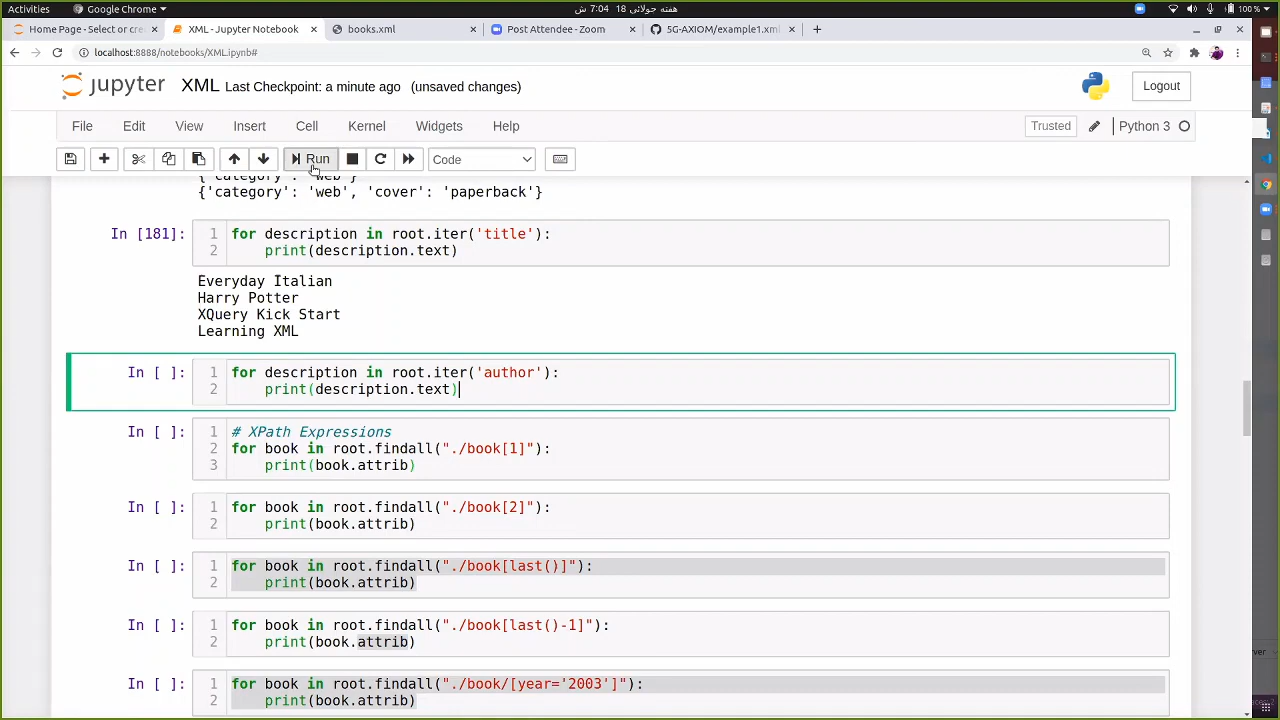 Activities
Google Chrome
هفته جولائی 18 7:04 ش
100 %
Home Page - Select or cre
XML - Jupyter Notebook
books.xml
Post Attendee - Zoom
5G-AXIOM/example1.xml
localhost:8888/notebooks/XML.ipynb#
jupyter XML Last Checkpoint: a minute ago (unsaved changes)
Logout
File Edit View Insert Cell Kernel Widgets Help
Trusted Python 3
Run Code
{'category': 'web'}
{'category': 'web', 'cover': 'paperback'}
In [181]:
1 for description in root.iter('title'):
2 print(description.text)
Everyday Italian
Harry Potter
XQuery Kick Start
Learning XML
In [ ]:
1 for description in root.iter('author'):
2 print(description.text)
In [ ]:
1 # XPath Expressions
2 for book in root.findall("./book[1]"):
3 print(book.attrib)
In [ ]:
1 for book in root.findall("./book[2]"):
2 print(book.attrib)
In [ ]:
1 for book in root.findall("./book[last()]"):
2 print(book.attrib)
In [ ]:
1 for book in root.findall("./book[last()-1]"):
2 print(book.attrib)
In [ ]:
1 for book in root.findall("./book/[year='2003']"):
2 print(book.attrib)